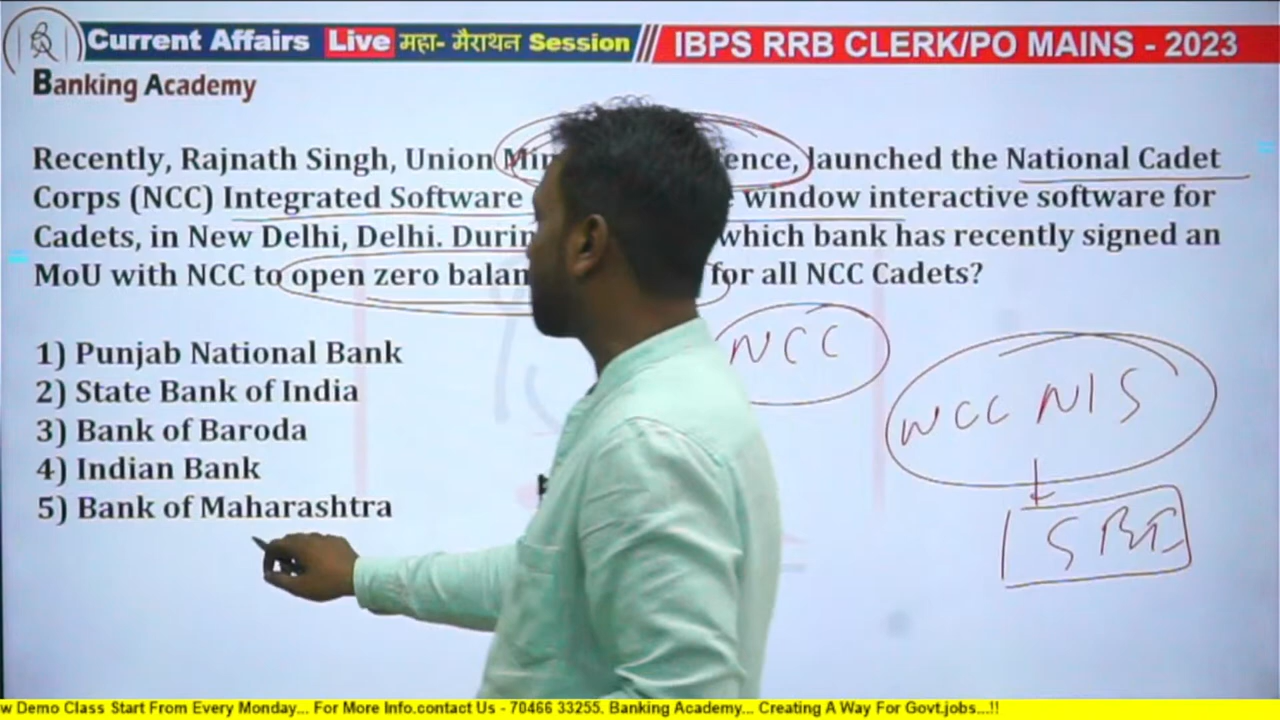 Current Affairs Live महा- मैराथन Session
IBPS RRB CLERK/PO MAINS - 2023
Banking Academy
Recently, Rajnath Singh, Union launched the National Cadet
Corps (NCC) Integrated Software window interactive software for
Cadets, in New Delhi, Delhi. which bank has recently signed an
MoU with NCC to open zero for all NCC Cadets?
1) Punjab National Bank
2) State Bank of India
3) Bank of Baroda
4) Indian Bank
5) Bank of Maharashtra
NCC
NCC NIS
SBI
w Demo Class Start From Every Monday... For More Info.contact Us - 70466 33255. Banking Academy... Creating A Way For Govt.jobs...!!